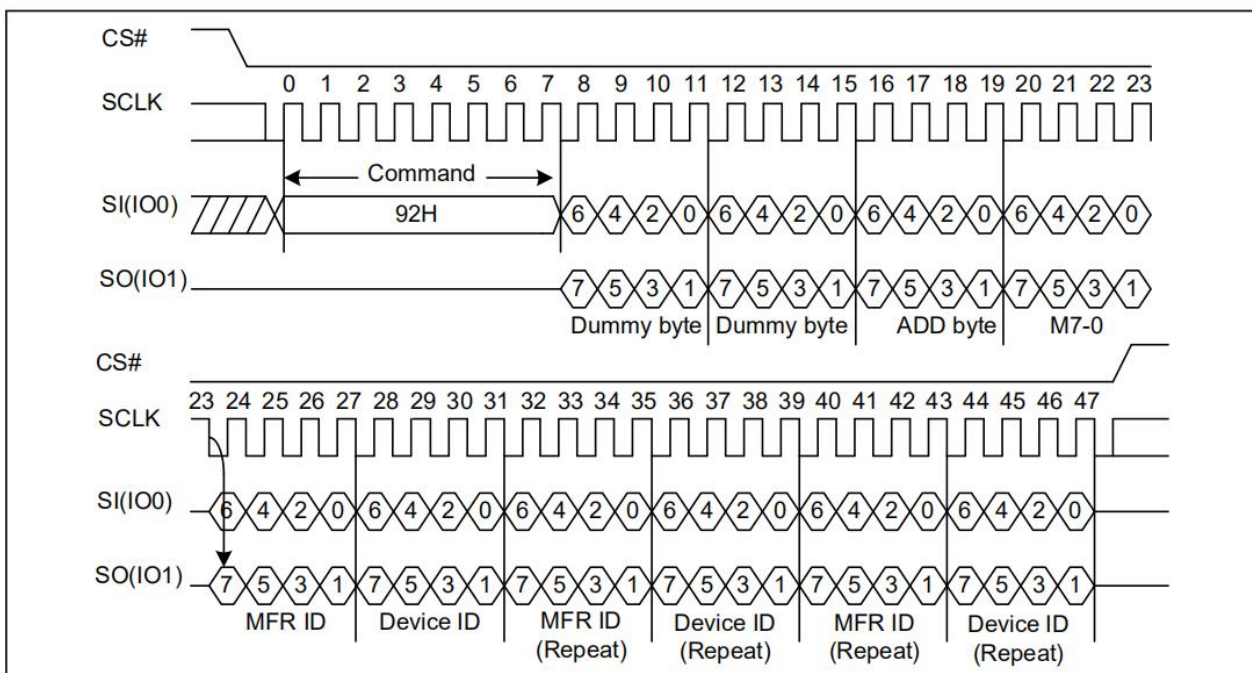 CS#
0 1 2 3 4 5 6 7 8 9 10 11 12 13 14 15 16 17 18 19 20 21 22 23
SCLK
Command
SI(IO0) 92H 6 4 2 0 6 4 2 0 6 4 2 0 6 4 2 0
SO(IO1) 7 5 3 1 7 5 3 1 7 5 3 1 7 5 3 1
Dummy byte Dummy byte ADD byte M7-0
CS#
23 24 25 26 27 28 29 30 31 32 33 34 35 36 37 38 39 40 41 42 43 44 45 46 47
SCLK
SI(IO0) 6 4 2 0 6 4 2 0 6 4 2 0 6 4 2 0 6 4 2 0 6 4 2 0
SO(IO1) 7 5 3 1 7 5 3 1 7 5 3 1 7 5 3 1 7 5 3 1 7 5 3 1
MFR ID Device ID MFR ID Device ID MFR ID Device ID
(Repeat) (Repeat) (Repeat) (Repeat)